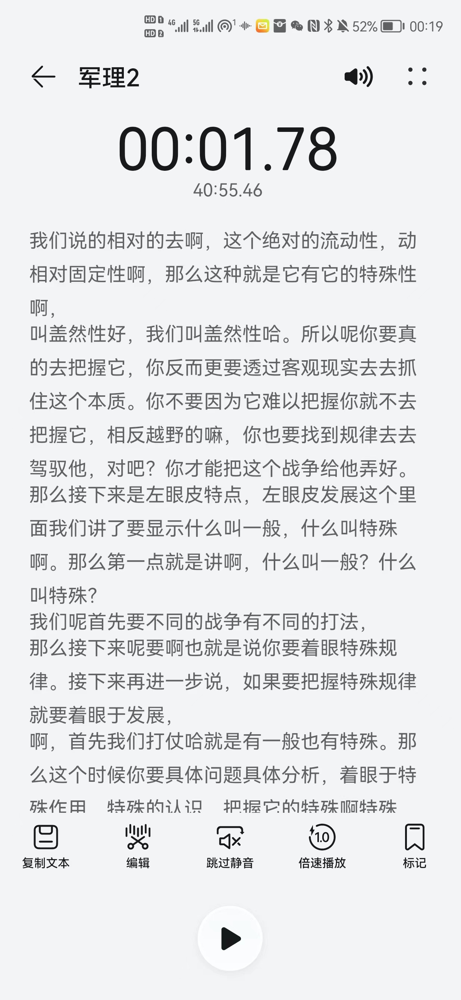 HD 1 4G 5G 1 52% 00:19
HD 2
军理2
00:01.78
40:55.46
我们说的相对的去啊，这个绝对的流动性，动
相对固定性啊，那么这种就是它有它的特殊性
啊，
叫盖然性好，我们叫盖然性哈。所以呢你要真
的去把握它，你反而更要透过客观现实去去抓
住这个本质。你不要因为它难以把握你就不去
把握它，相反越野的嘛，你也要找到规律去去
驾驭他，对吧？你才能把这个战争给他弄好。
那么接下来是左眼皮特点，左眼皮发展这个里
面我们讲了要显示什么叫一般，什么叫特殊
啊。那么第一点就是讲啊，什么叫一般？什么
叫特殊？
我们呢首先要不同的战争有不同的打法，
那么接下来呢要啊也就是说你要着眼特殊规
律。接下来再进一步说，如果要把握特殊规律
就要着眼于发展，
啊，首先我们打仗哈就是有一般也有特殊。那
么这个时候你要具体问题具体分析，着眼于特
殊作用　特殊的认识　把握它的特殊啊特殊
1.0
复制文本 编辑 跳过静音 倍速播放 标记